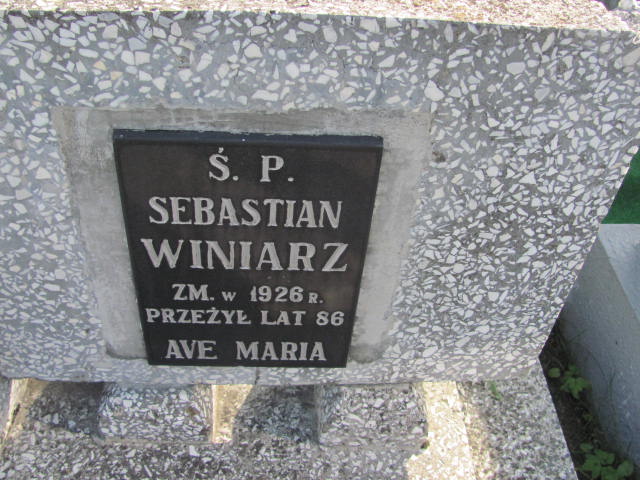 Ś. P.
SEBASTIAN
WINIARZ
ZM. w 1926 R.
PRZEŻYŁ LAT 86
AVE MARIA